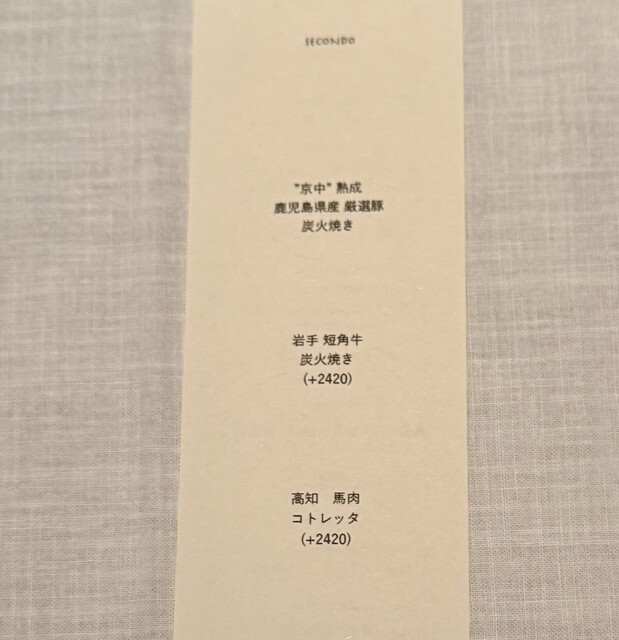 SECONDO
"京中" 熟成
鹿児島県産 厳選豚
炭火焼き
岩手 短角牛
炭火焼き
(+2420)
高知　馬肉
コトレッタ
(+2420)